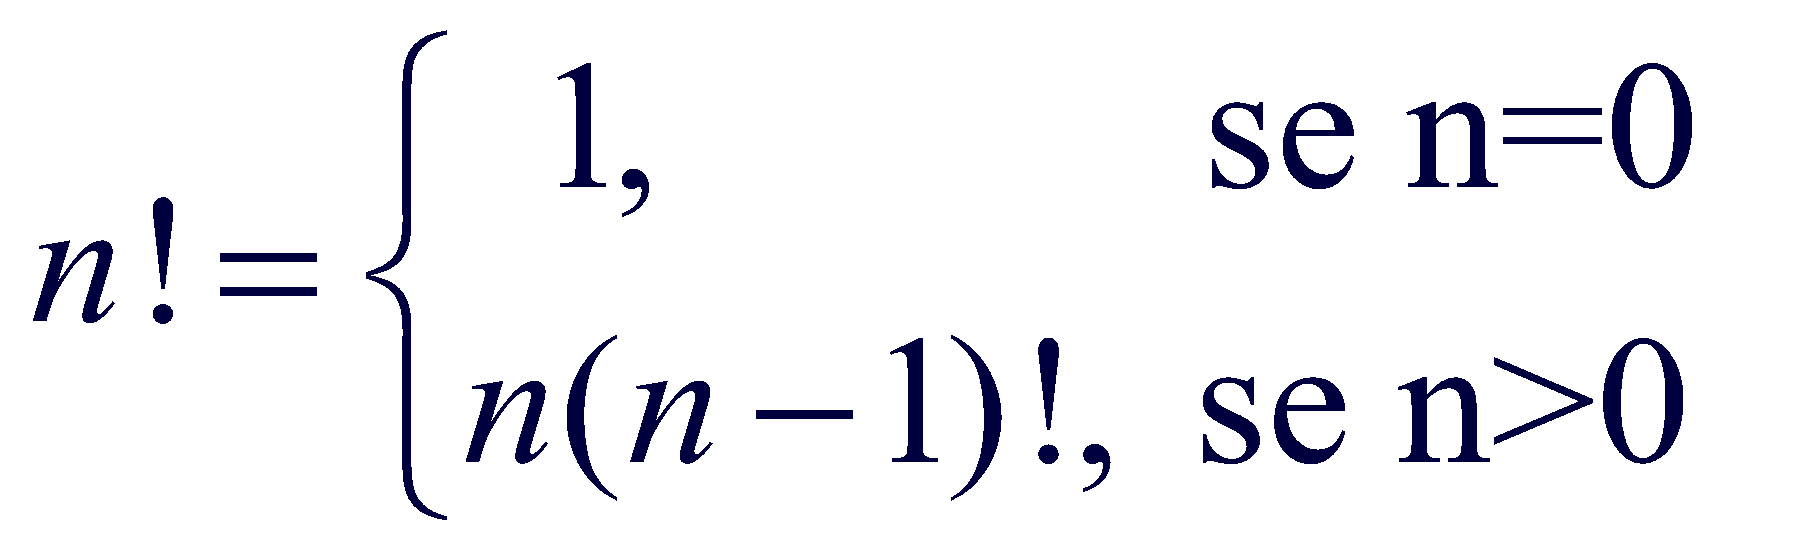 1, se n=0
n! =
n(n − 1)!, se n>0